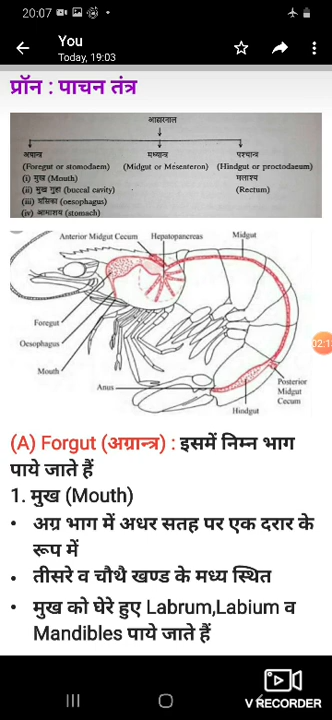 20:07
You
Today, 19:03
प्रॉन : पाचन तंत्र
आहारनाल
अग्रान्त्र मध्यान्त्र पश्चान्त्र
(Foregut or stomodaem) (Midgut or Mesenteron) (Hindgut or proctodaeum)
(i) मुख (Mouth) मलाशय
(ii) मुख गुहा (buccal cavity) (Rectum)
(iii) ग्रसिका (oesophagus)
(iv) आमाशय (stomach)
Anterior Midgut Cecum Hepatopancreas Midgut
Foregut
Oesophagus
Mouth
Anus
Posterior
Midgut
Cecum
Hindgut
02:1
(A) Forgut (अग्रान्त्र) : इसमें निम्न भाग
पाये जाते हैं
1. मुख (Mouth)
• अग्र भाग में अधर सतह पर एक दरार के
रूप में
• तीसरे व चौथै खण्ड के मध्य स्थित
• मुख को घेरे हुए Labrum,Labium व
Mandibles पाये जाते हैं
V RECORDER